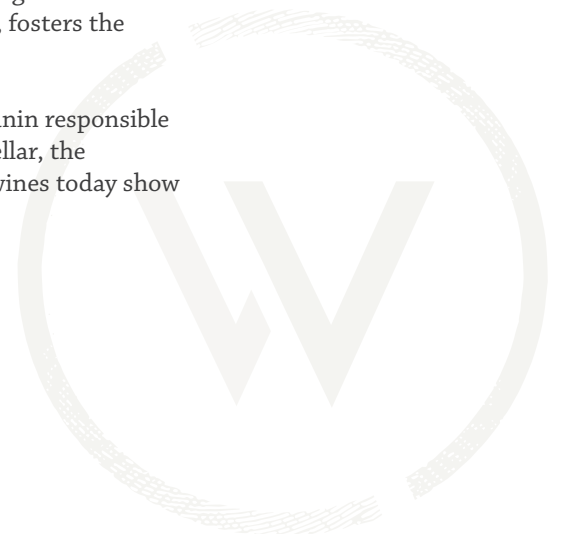 , fosters the
responsible
the
wines today show
W